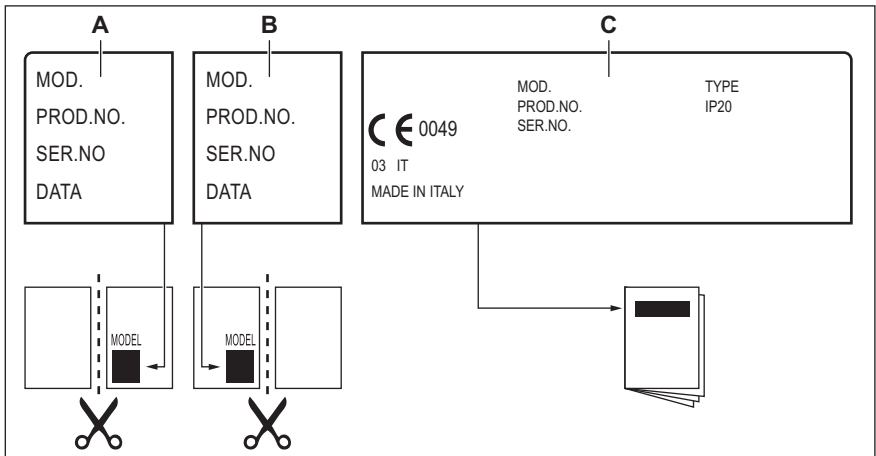 A
B
C
MOD.
PROD.NO.
SER.NO
DATA
MOD.
PROD.NO.
SER.NO
DATA
MOD.
PROD.NO.
SER.NO.
TYPE
IP20
CE 0049
03 IT
MADE IN ITALY
MODEL
MODEL